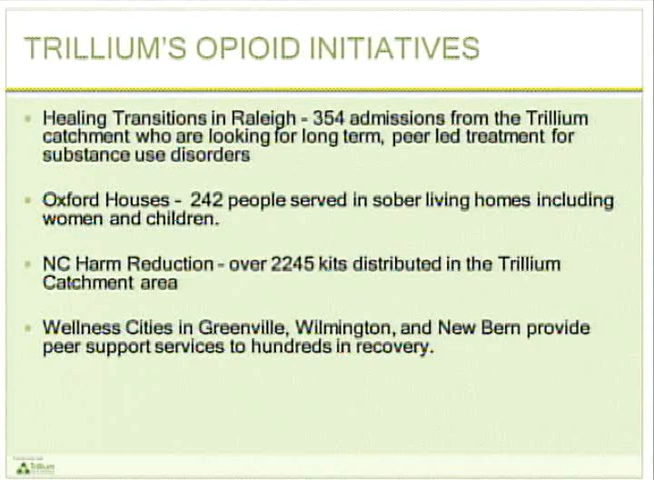 TRILLIUM'S OPIOID INITIATIVES
Healing Transitions in Raleigh - 354 admissions from the Trillium
catchment who are looking for long term, peer led treatment for
substance use disorders
Oxford Houses - 242 people served in sober living homes including
women and children.
NC Harm Reduction - over 2245 kits distributed in the Trillium
Catchment area
Wellness Cities in Greenville, Wilmington, and New Bern provide
peer support services to hundreds in recovery.
Trillium